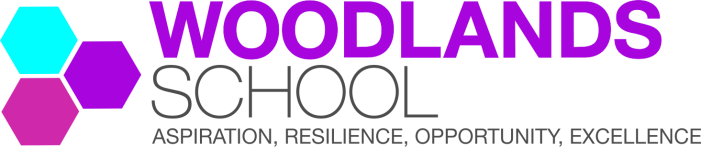 WOODLANDS
SCHOOL
ASPIRATION, RESILIENCE, OPPORTUNITY, EXCELLENCE